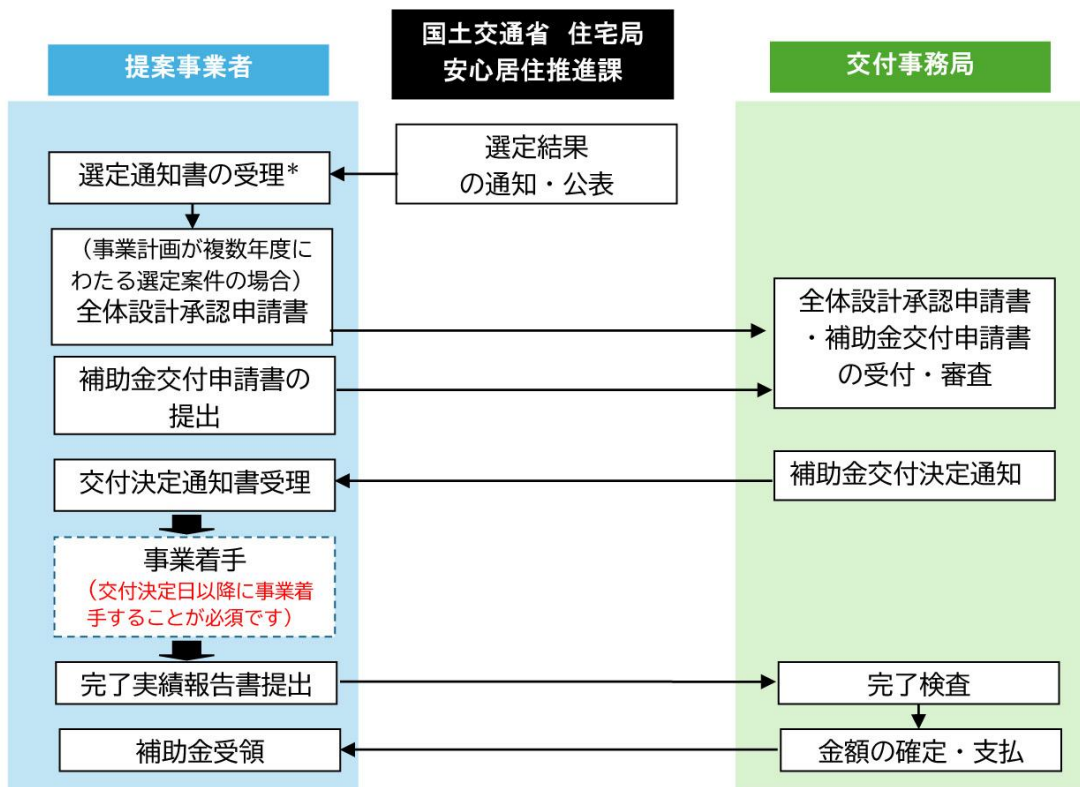 提案事業者
国土交通省 住宅局
安心居住推進課
交付事務局
選定結果
の通知・公表
選定通知書の受理*
（事業計画が複数年度に
わたる選定案件の場合）
全体設計承認申請書
全体設計承認申請書
・補助金交付申請書
の受付・審査
補助金交付申請書の
提出
補助金交付決定通知
交付決定通知書受理
事業着手
（交付決定日以降に事業着
手することが必須です）
完了実績報告書提出
完了検査
金額の確定・支払
補助金受領